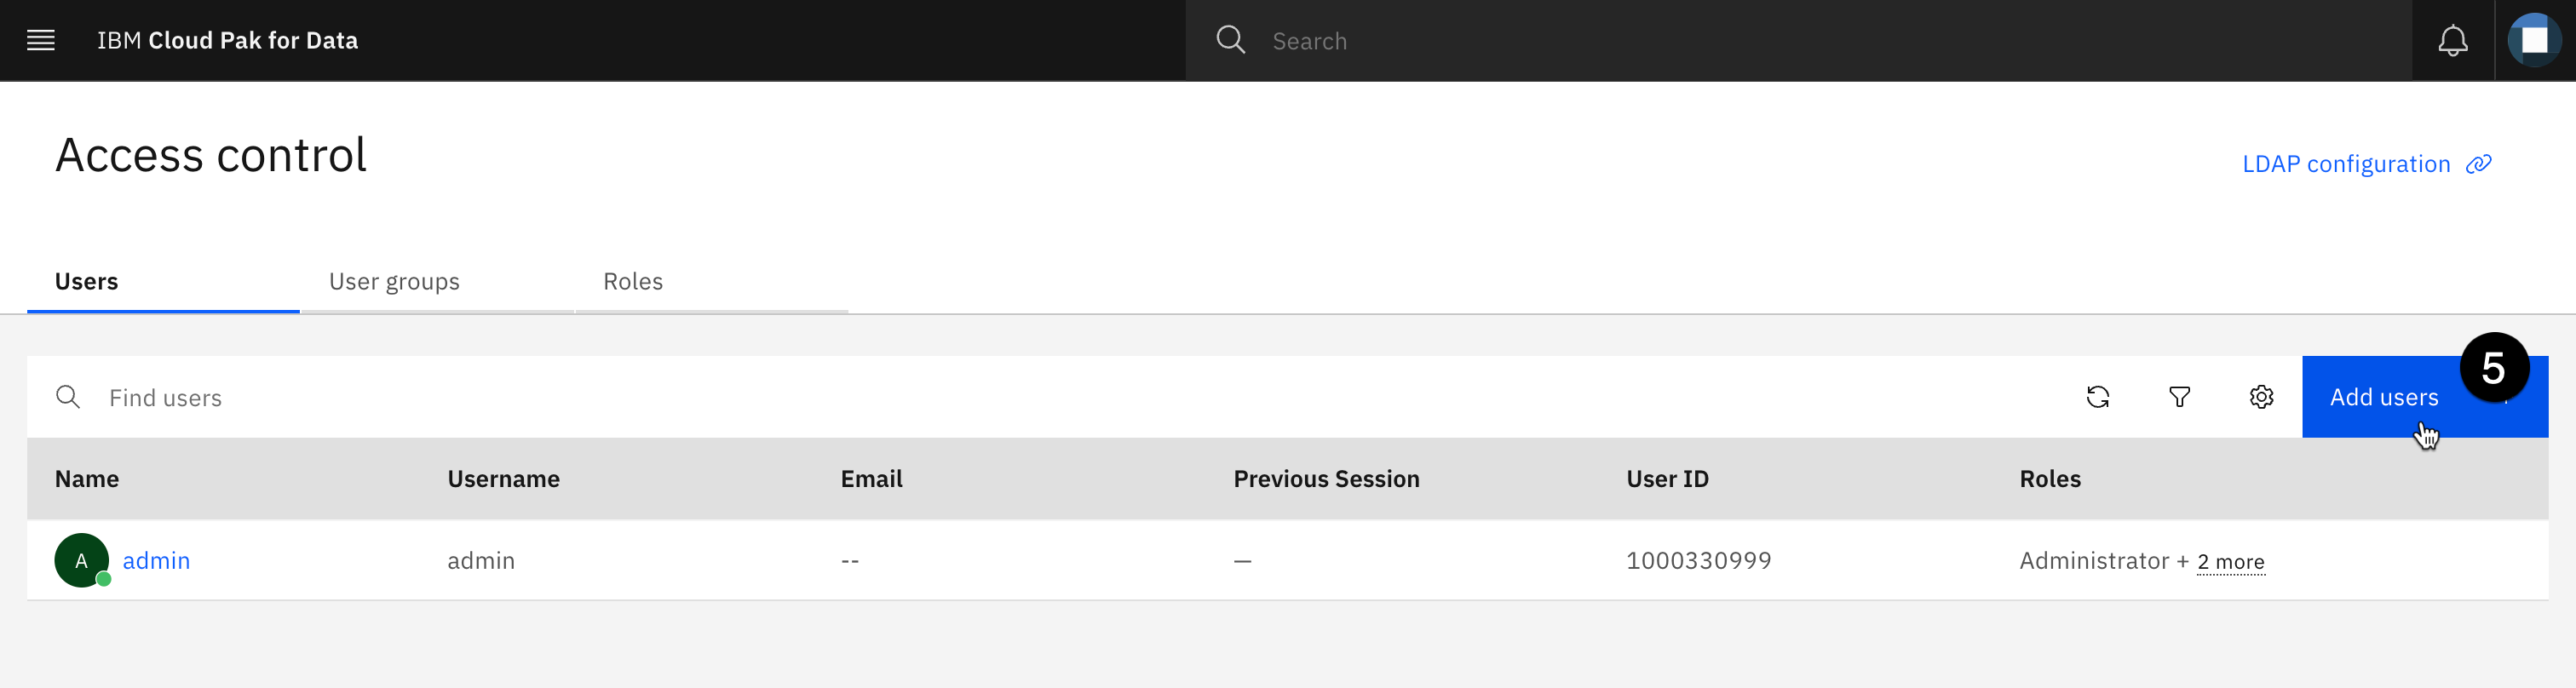 IBM Cloud Pak for Data
Search
Access control
LDAP configuration
Users User groups Roles
5
Find users
Add users
Name Username Email Previous Session User ID Roles
A admin admin -- — 1000330999 Administrator + 2 more